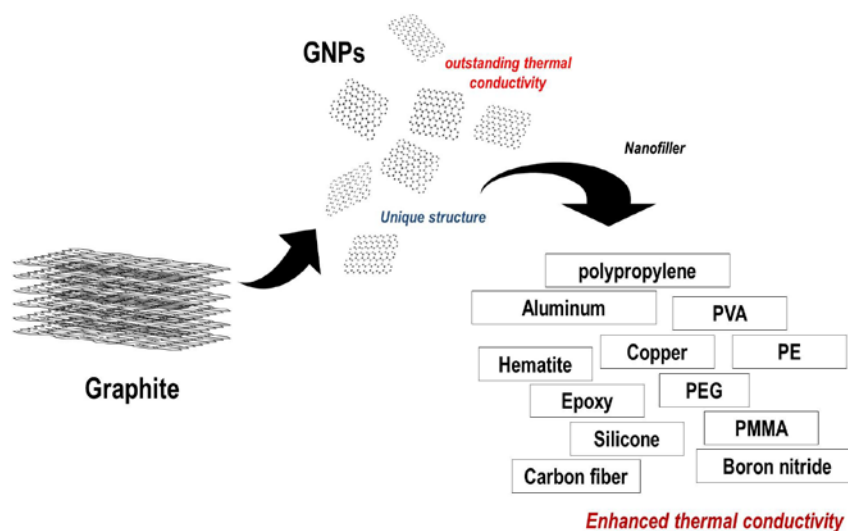 GNPs
outstanding thermal
conductivity
Nanofiller
Unique structure
Graphite
polypropylene
Aluminum
PVA
Copper
PE
Hematite
PEG
Epoxy
PMMA
Silicone
Boron nitride
Carbon fiber
Enhanced thermal conductivity